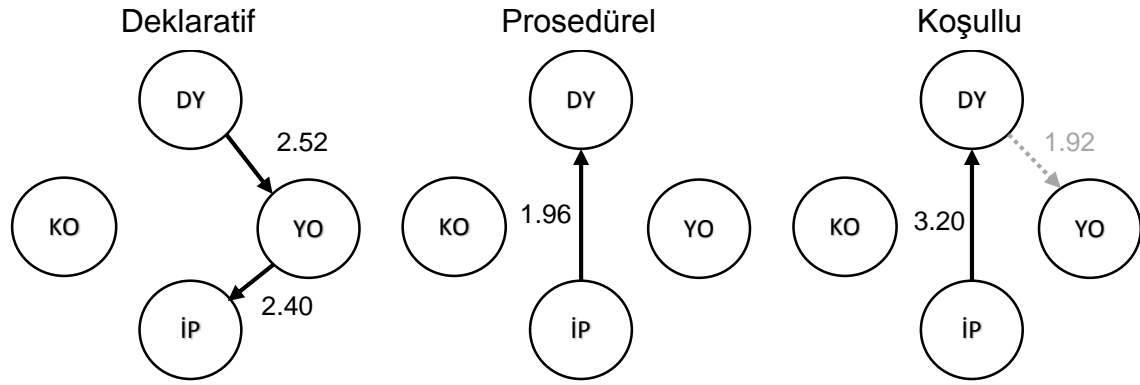 Deklaratif
DY
2.52
KO
YO
2.40
İP
Prosedürel
DY
KO
1.96
YO
İP
Koşullu
DY
1.92
KO
3.20
YO
İP